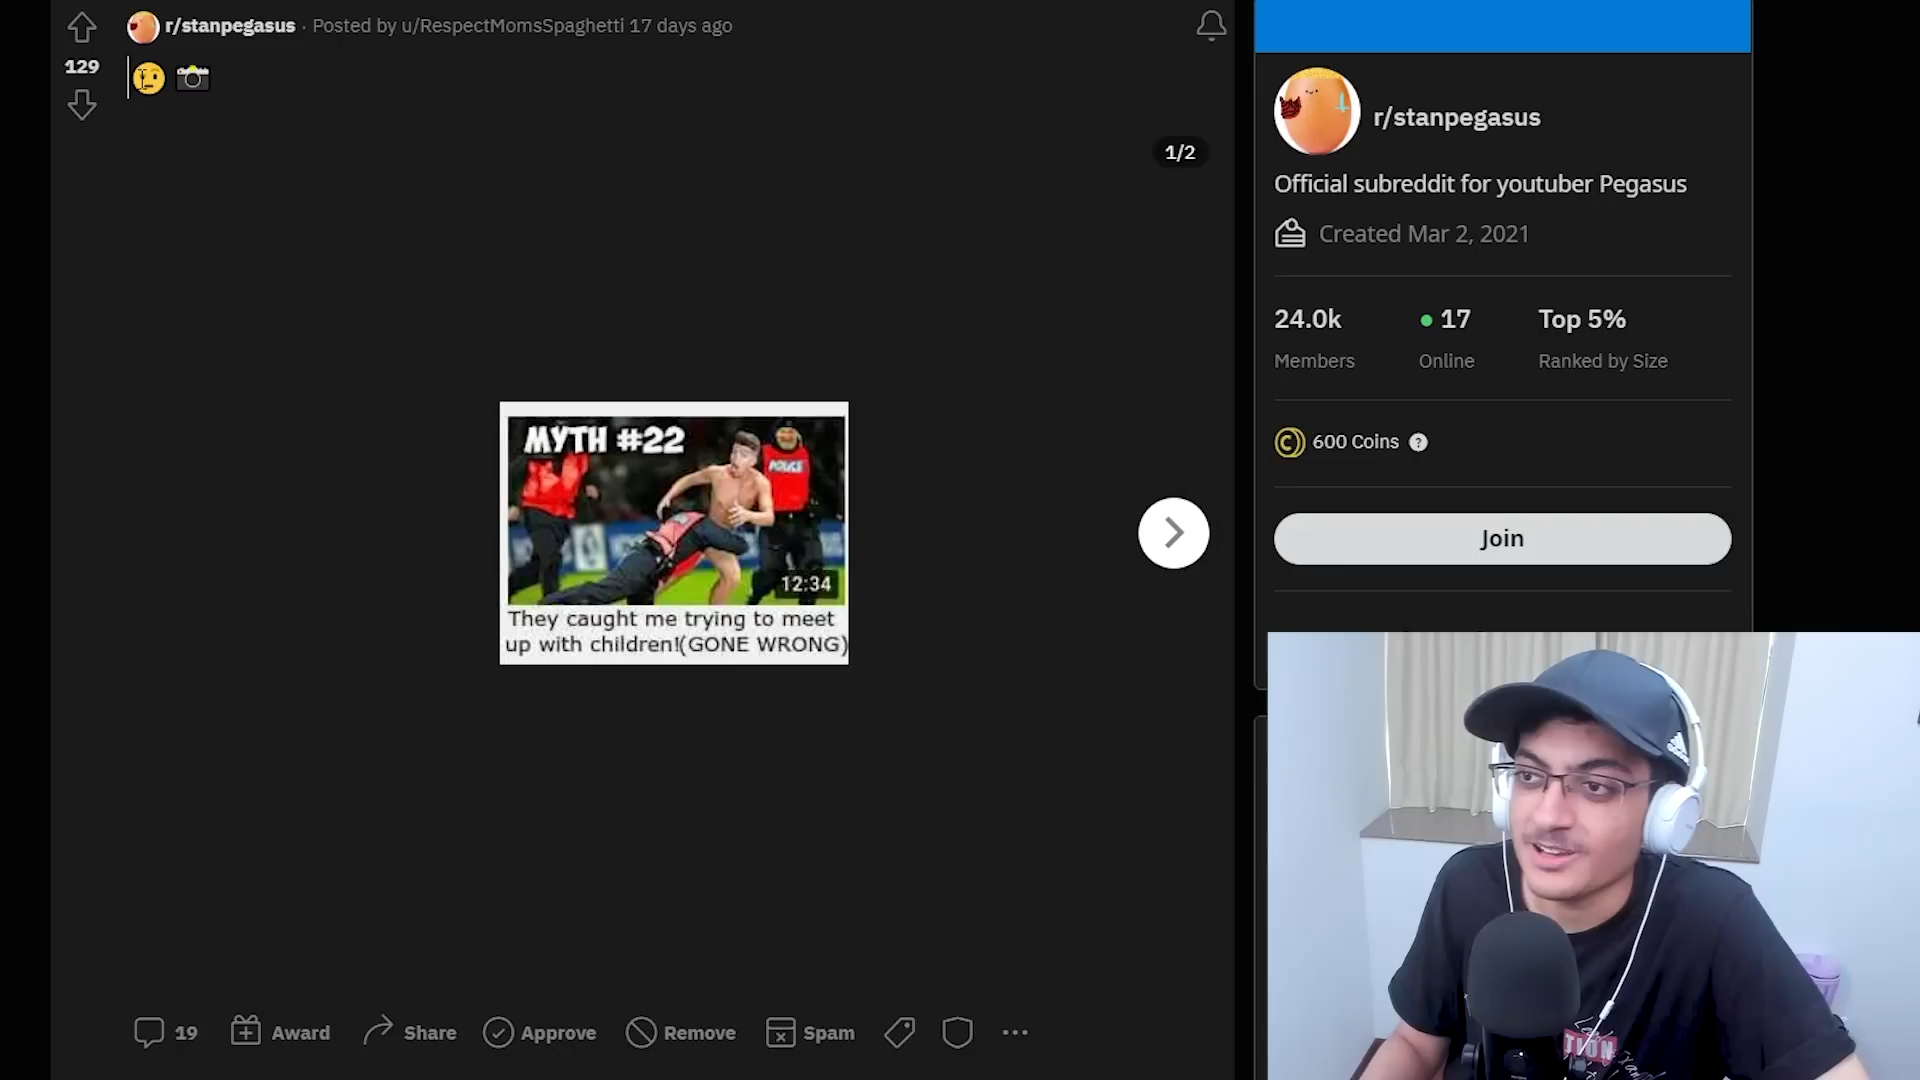 r/stanpegasus · Posted by u/RespectMomsSpaghetti 17 days ago
129
1/2
MYTH #22
POLICE
12:34
They caught me trying to meet
up with children!(GONE WRONG)
19 Award Share Approve Remove Spam
r/stanpegasus
Official subreddit for youtuber Pegasus
Created Mar 2, 2021
24.0k 17 Top 5%
Members Online Ranked by Size
600 Coins ?
Join
TION